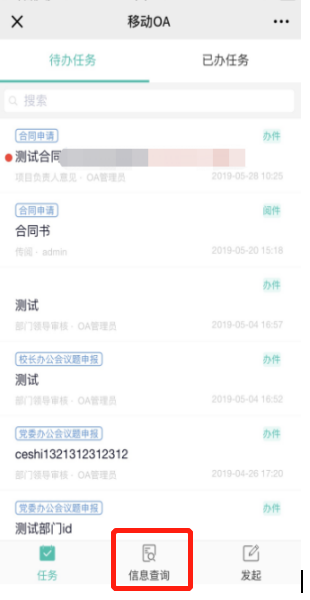 移动OA
待办任务 已办任务
搜索
合同申请 办件
测试合同
项目负责人意见 · OA管理员 2019-05-28 10:25
合同申请 阅件
合同书
传阅 · admin 2019-05-20 15:18
办件
测试
部门领导审核 · OA管理员 2019-05-04 16:57
校长办公会议题申报 办件
测试
部门领导审核 · OA管理员 2019-05-04 16:52
党委办公会议题申报 办件
ceshi1321312312312
部门领导审核 · OA管理员 2019-04-26 17:20
党委办公会议题申报 办件
测试部门id
任务 信息查询 发起